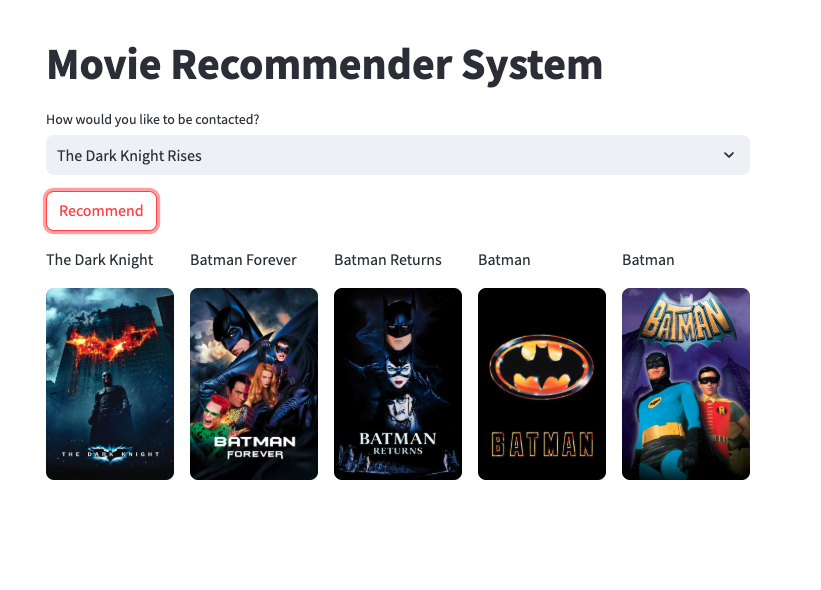 Movie Recommender System
How would you like to be contacted?
The Dark Knight Rises
Recommend
The Dark Knight
Batman Forever
Batman Returns
Batman
Batman
THE DARK KNIGHT
BATMAN
FOREVER
BATMAN
RETURNS
BATMAN
BATMAN